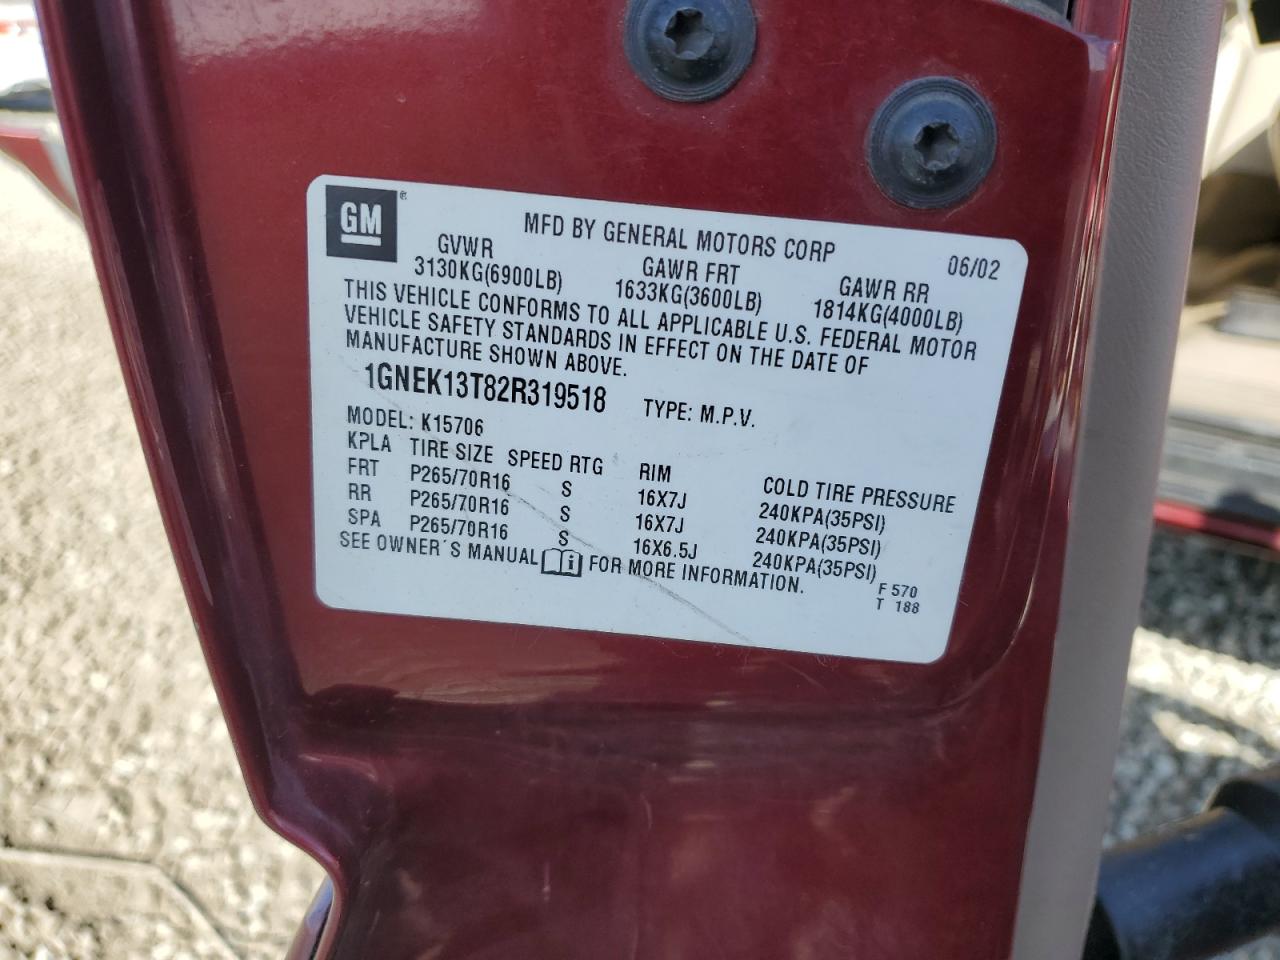 GM ®
MFD BY GENERAL MOTORS CORP 06/02
GVWR GAWR FRT GAWR RR
3130KG(6900LB) 1633KG(3600LB) 1814KG(4000LB)
THIS VEHICLE CONFORMS TO ALL APPLICABLE U.S. FEDERAL MOTOR
VEHICLE SAFETY STANDARDS IN EFFECT ON THE DATE OF
MANUFACTURE SHOWN ABOVE.
1GNEK13T82R319518 TYPE: M.P.V.
MODEL: K15706
KPLA TIRE SIZE SPEED RTG RIM COLD TIRE PRESSURE
FRT P265/70R16 S 16X7J 240KPA(35PSI)
RR P265/70R16 S 16X7J 240KPA(35PSI)
SPA P265/70R16 S 16X6.5J 240KPA(35PSI)
SEE OWNER'S MANUAL i FOR MORE INFORMATION.
F 570
T 188